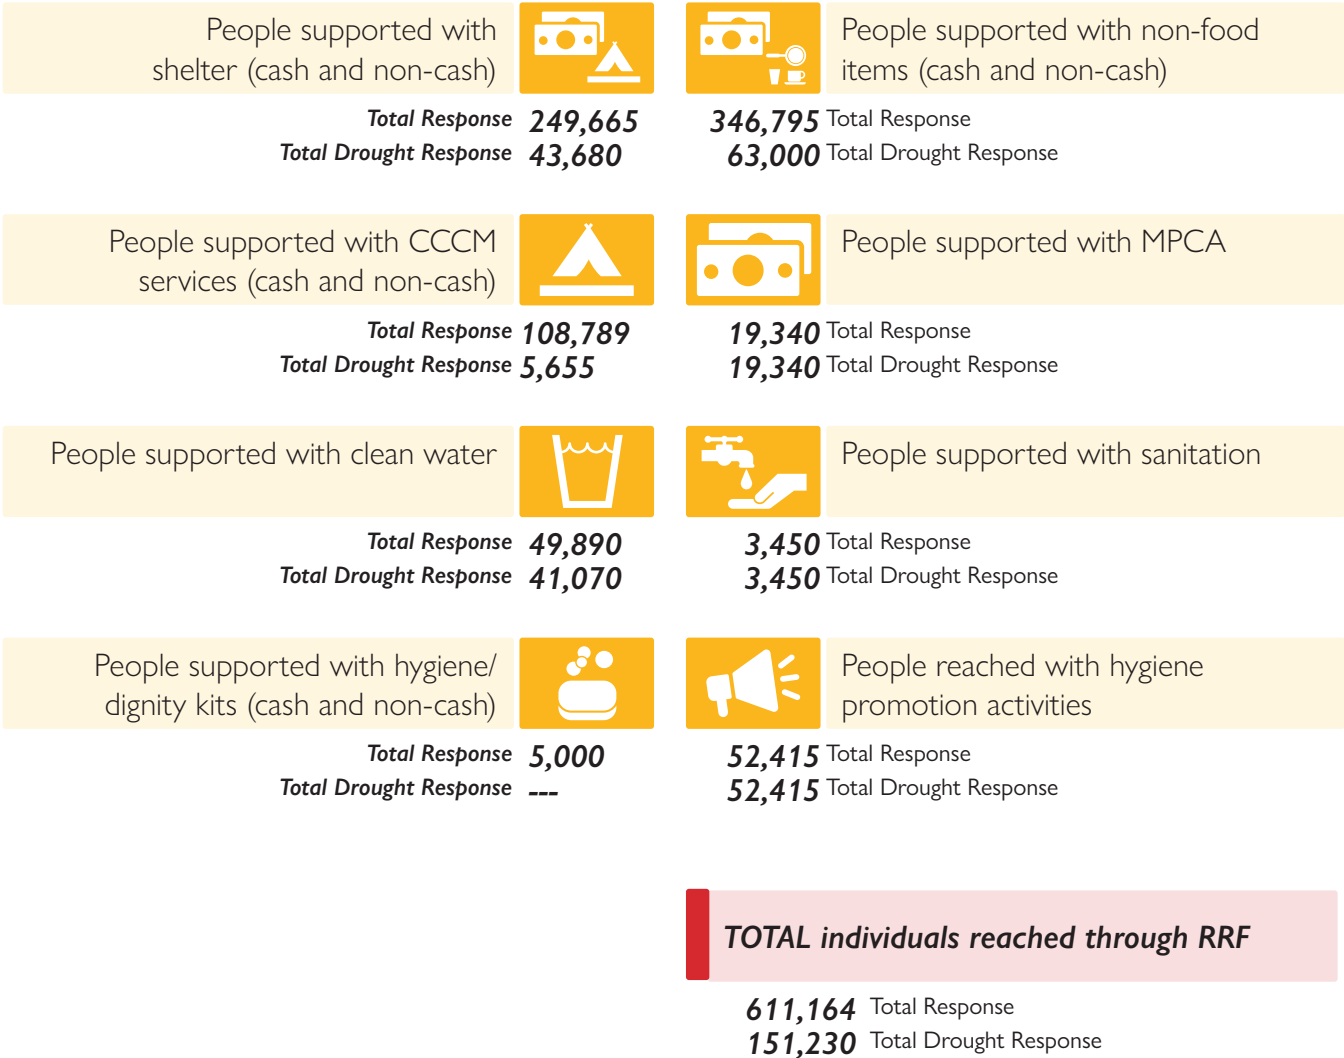 People supported with
shelter (cash and non-cash)
Total Response 249,665
Total Drought Response 43,680
People supported with non-food
items (cash and non-cash)
346,795 Total Response
63,000 Total Drought Response
People supported with CCCM
services (cash and non-cash)
Total Response 108,789
Total Drought Response 5,655
People supported with MPCA
19,340 Total Response
19,340 Total Drought Response
People supported with clean water
Total Response 49,890
Total Drought Response 41,070
People supported with sanitation
3,450 Total Response
3,450 Total Drought Response
People supported with hygiene/
dignity kits (cash and non-cash)
Total Response 5,000
Total Drought Response ---
People reached with hygiene
promotion activities
52,415 Total Response
52,415 Total Drought Response
TOTAL individuals reached through RRF
611,164 Total Response
151,230 Total Drought Response